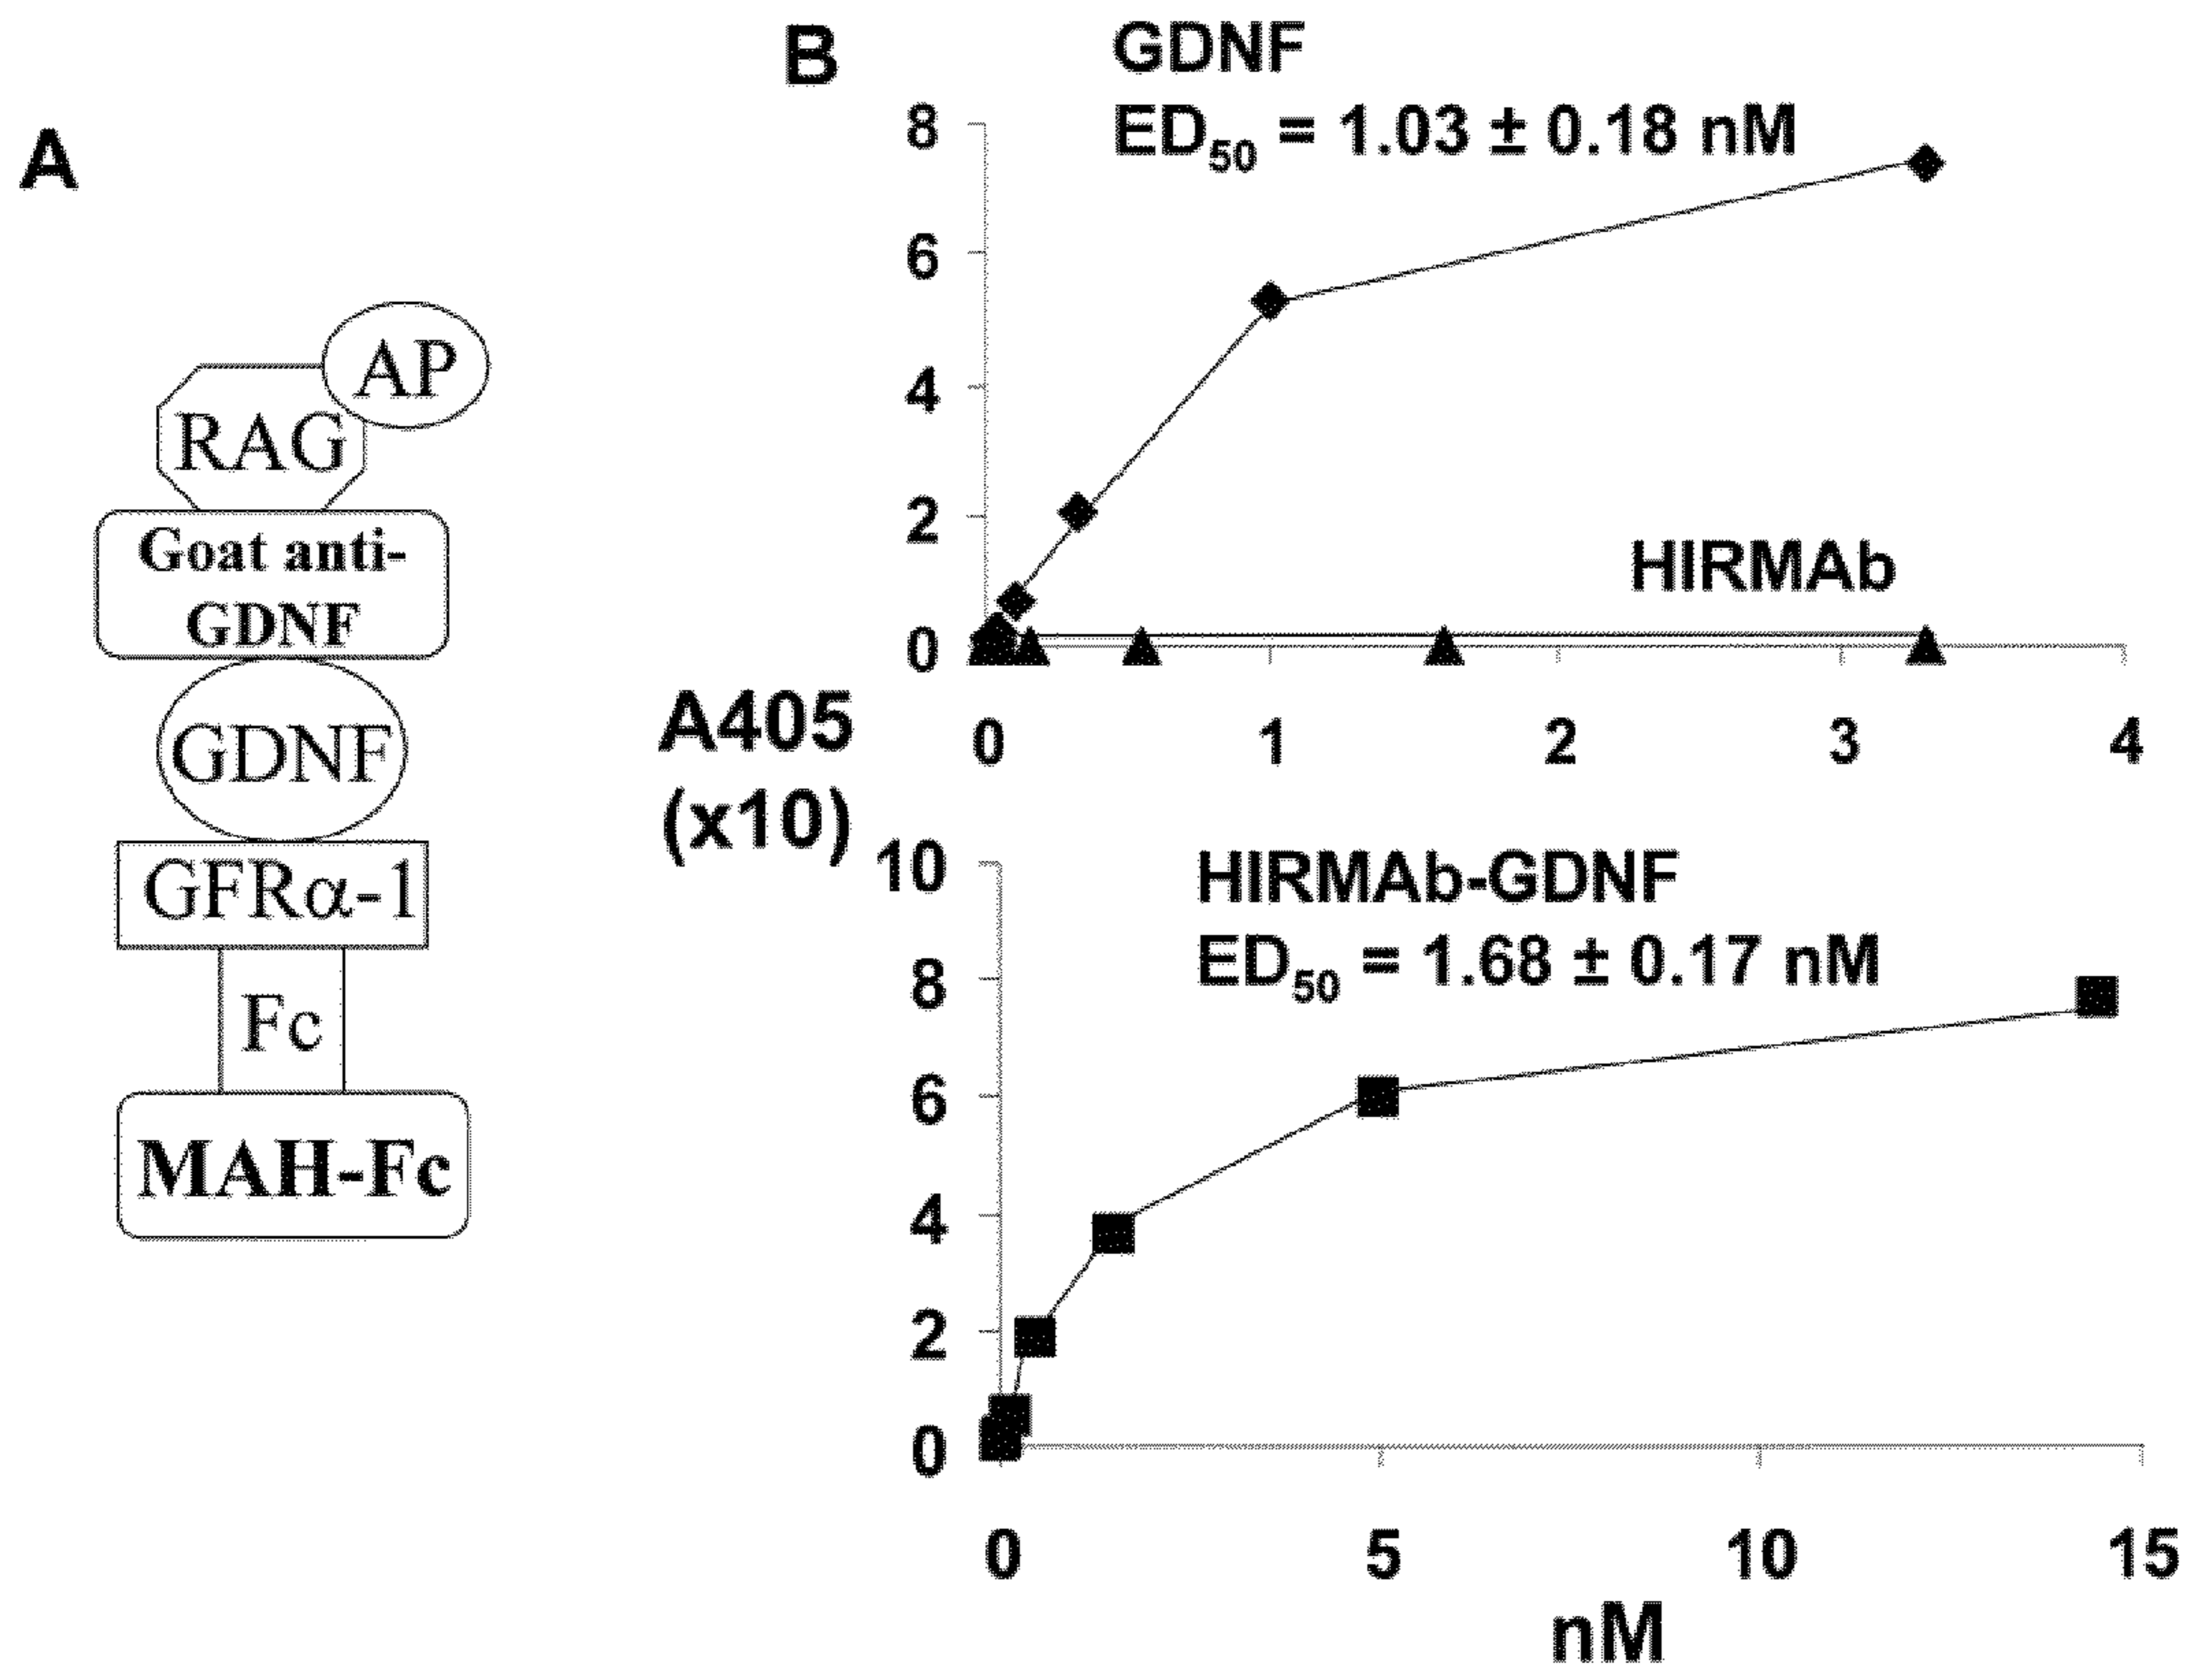 A
AP
RAG
Goat anti-
GDNF
GDNF
GFRα-1
Fc
MAH-Fc
B
GDNF
ED50 = 1.03 ± 0.18 nM
8
6
4
2
0
HIRMAb
0 1 2 3 4
A405
(x10)
HIRMAb-GDNF
ED50 = 1.68 ± 0.17 nM
10
8
6
4
2
0
0 5 10 15
nM